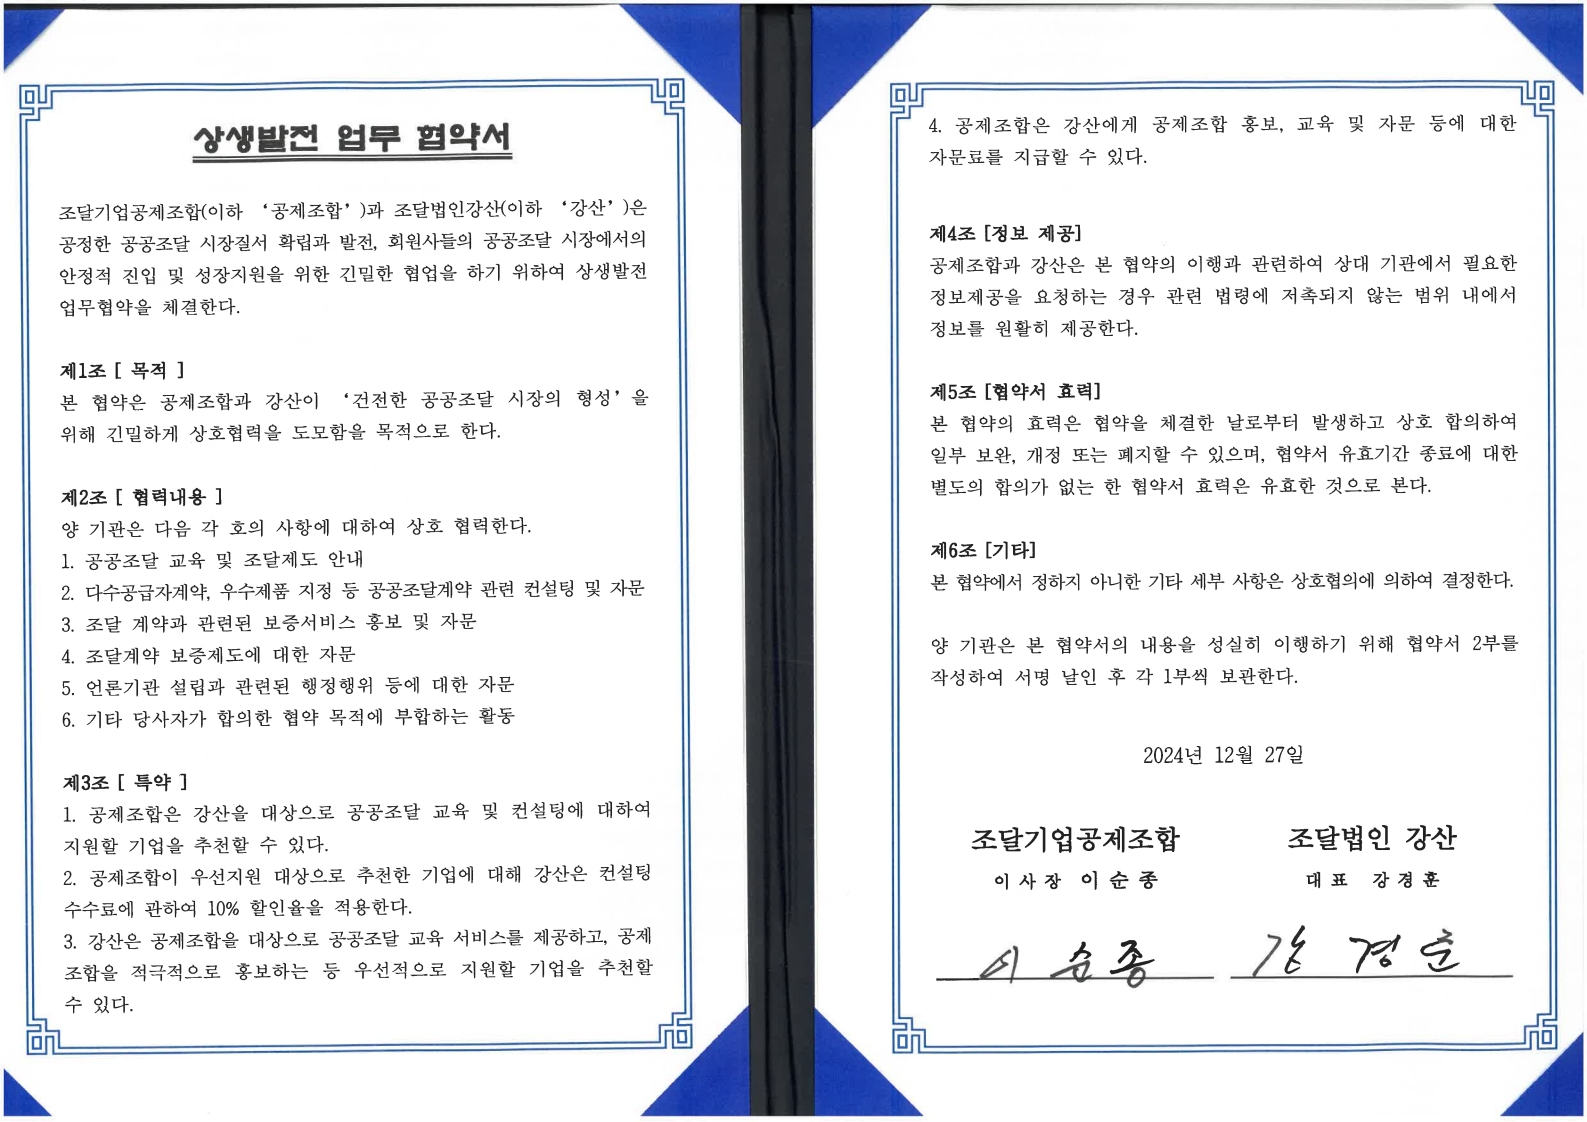 상생발전 업무 협약서
조달기업공제조합(이하 ‘공제조합’)과 조달법인강산(이하 ‘강산’)은
공정한 공공조달 시장질서 확립과 발전, 회원사들의 공공조달 시장에서의
안정적 진입 및 성장지원을 위한 긴밀한 협업을 하기 위하여 상생발전
업무협약을 체결한다.
제1조 [ 목적 ]
본 협약은 공제조합과 강산이 ‘건전한 공공조달 시장의 형성’을
위해 긴밀하게 상호협력을 도모함을 목적으로 한다.
제2조 [ 협력내용 ]
양 기관은 다음 각 호의 사항에 대하여 상호 협력한다.
1. 공공조달 교육 및 조달제도 안내
2. 다수공급자계약, 우수제품 지정 등 공공조달계약 관련 컨설팅 및 자문
3. 조달 계약과 관련된 보증서비스 홍보 및 자문
4. 조달계약 보증제도에 대한 자문
5. 언론기관 설립과 관련된 행정행위 등에 대한 자문
6. 기타 당사자가 합의한 협약 목적에 부합하는 활동
제3조 [ 특약 ]
1. 공제조합은 강산을 대상으로 공공조달 교육 및 컨설팅에 대하여
지원할 기업을 추천할 수 있다.
2. 공제조합이 우선지원 대상으로 추천한 기업에 대해 강산은 컨설팅
수수료에 관하여 10% 할인율을 적용한다.
3. 강산은 공제조합을 대상으로 공공조달 교육 서비스를 제공하고, 공제
조합을 적극적으로 홍보하는 등 우선적으로 지원할 기업을 추천할
수 있다.
4. 공제조합은 강산에게 공제조합 홍보, 교육 및 자문 등에 대한
자문료를 지급할 수 있다.
제4조 [정보 제공]
공제조합과 강산은 본 협약의 이행과 관련하여 상대 기관에서 필요한
정보제공을 요청하는 경우 관련 법령에 저촉되지 않는 범위 내에서
정보를 원활히 제공한다.
제5조 [협약서 효력]
본 협약의 효력은 협약을 체결한 날로부터 발생하고 상호 합의하여
일부 보완, 개정 또는 폐지할 수 있으며, 협약서 유효기간 종료에 대한
별도의 합의가 없는 한 협약서 효력은 유효한 것으로 본다.
제6조 [기타]
본 협약에서 정하지 아니한 기타 세부 사항은 상호협의에 의하여 결정한다.
양 기관은 본 협약서의 내용을 성실히 이행하기 위해 협약서 2부를
작성하여 서명 날인 후 각 1부씩 보관한다.
2024년 12월 27일
조달기업공제조합 조달법인 강산
이사장 이순종 대표 강경훈
이순종 강경훈